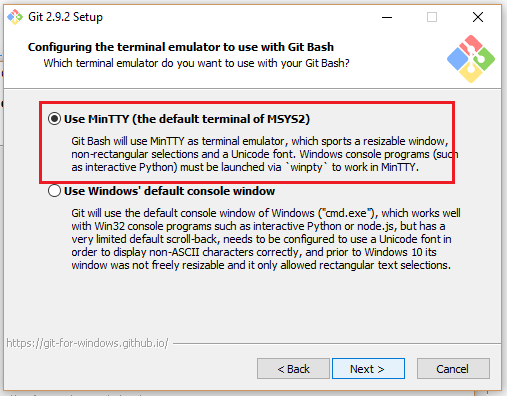 Git 2.9.2 Setup
Configuring the terminal emulator to use with Git Bash
Which terminal emulator do you want to use with your Git Bash?
Use MinTTY (the default terminal of MSYS2)
Git Bash will use MinTTY as terminal emulator, which sports a resizable window,
non-rectangular selections and a Unicode font. Windows console programs (such
as interactive Python) must be launched via `winpty` to work in MinTTY.
Use Windows' default console window
Git will use the default console window of Windows ("cmd.exe"), which works well
with Win32 console programs such as interactive Python or node.js, but has a
very limited default scroll-back, needs to be configured to use a Unicode font in
order to display non-ASCII characters correctly, and prior to Windows 10 its
window was not freely resizable and it only allowed rectangular text selections.
https://git-for-windows.github.io/
< Back
Next >
Cancel